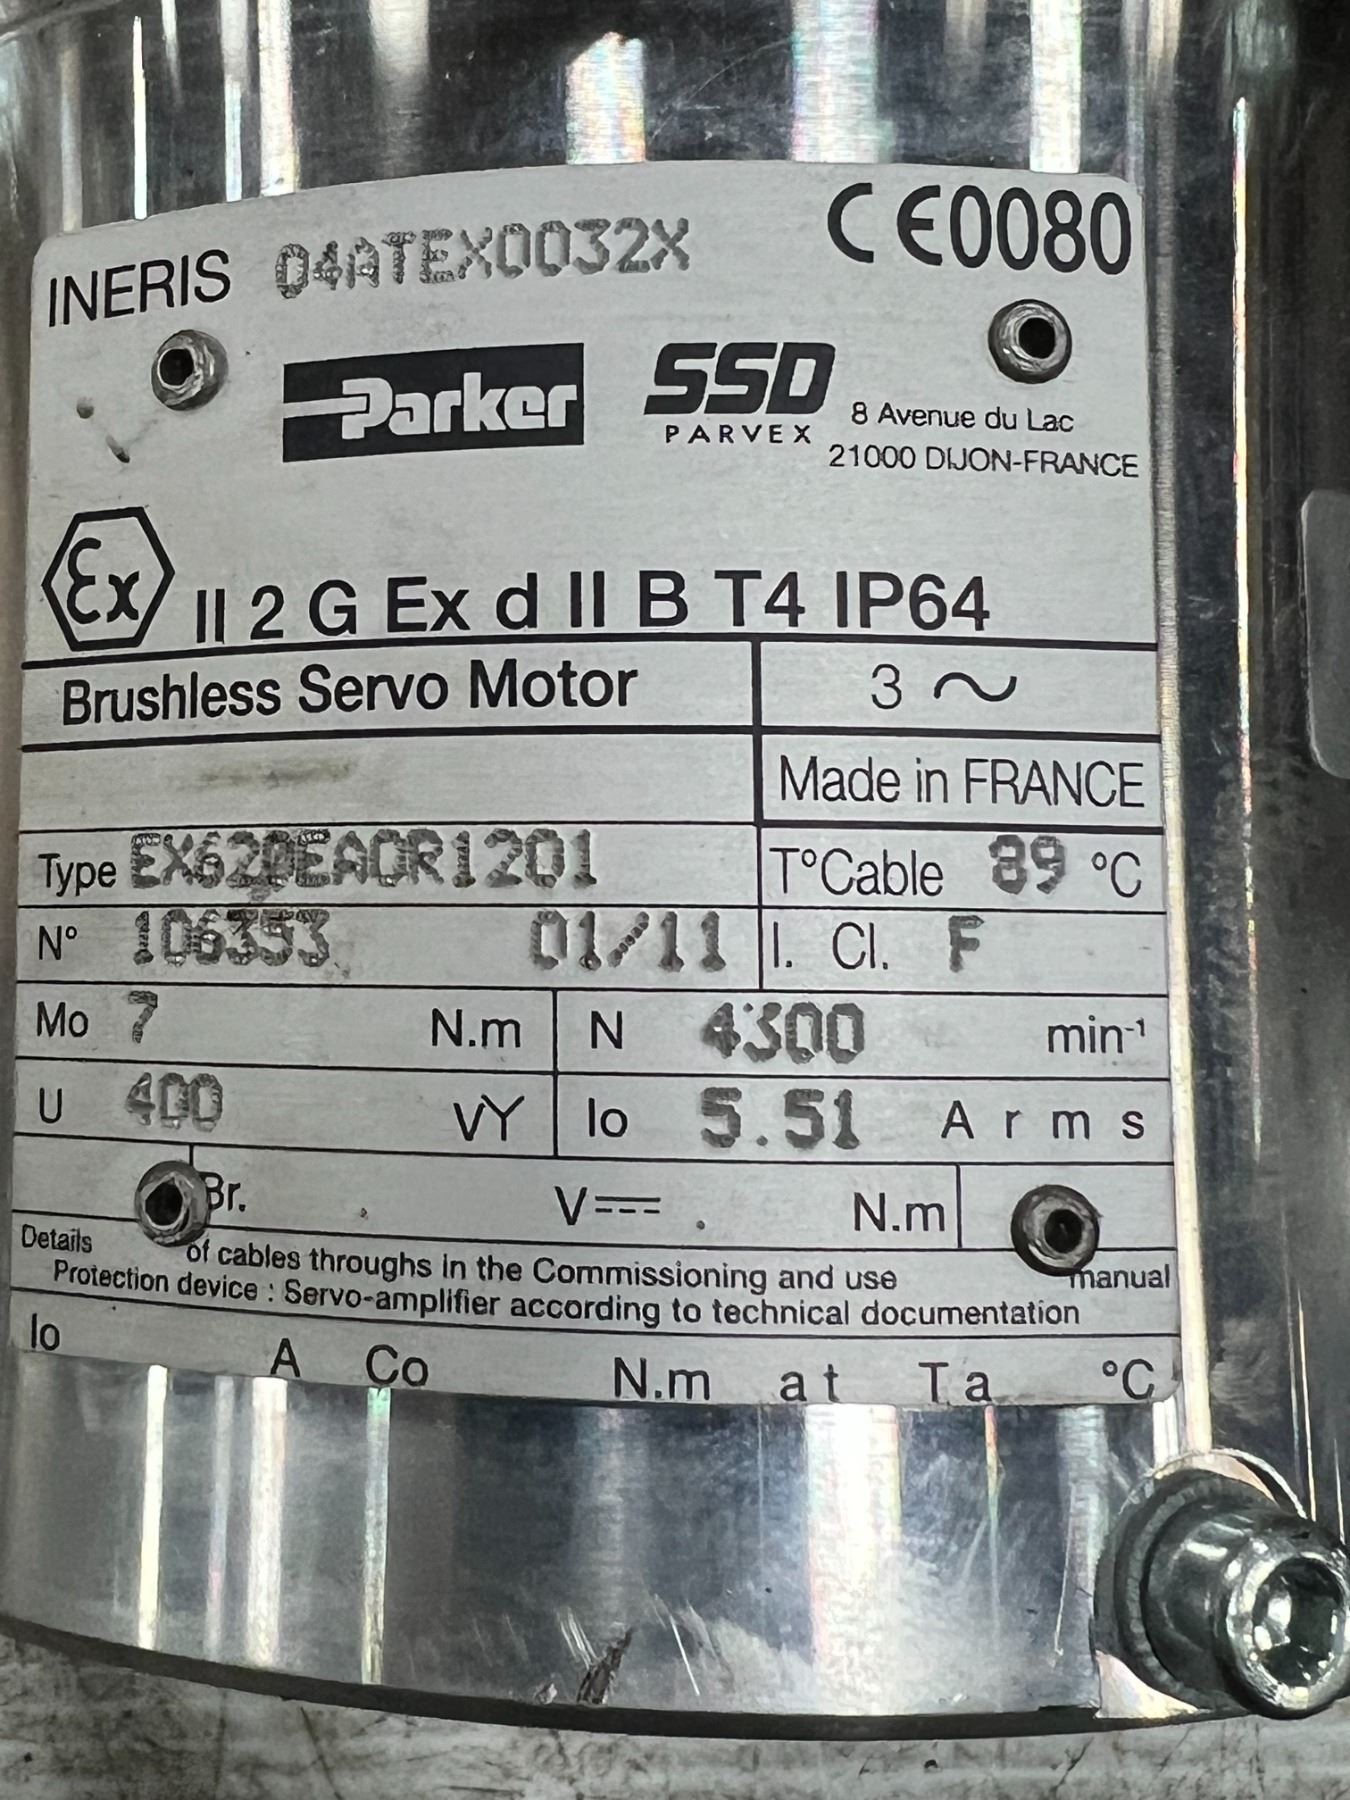 INERIS 04ATEX0032X CE0080
Parker SSD PARVEX
8 Avenue du Lac
21000 DIJON-FRANCE
Ex II 2 G Ex d II B T4 IP64
Brushless Servo Motor 3 ~
Made in FRANCE
Type EX620EAOR1201 T°Cable 89 °C
N° 106353 01/11 I. Cl. F
Mo 7 N.m N 4300 min-1
U 400 VY Io 5.51 Arms
Br. . V⎓ . N.m
Details of cables throughs in the Commissioning and use manual
Protection device : Servo-amplifier according to technical documentation
Io A Co N.m at Ta °C